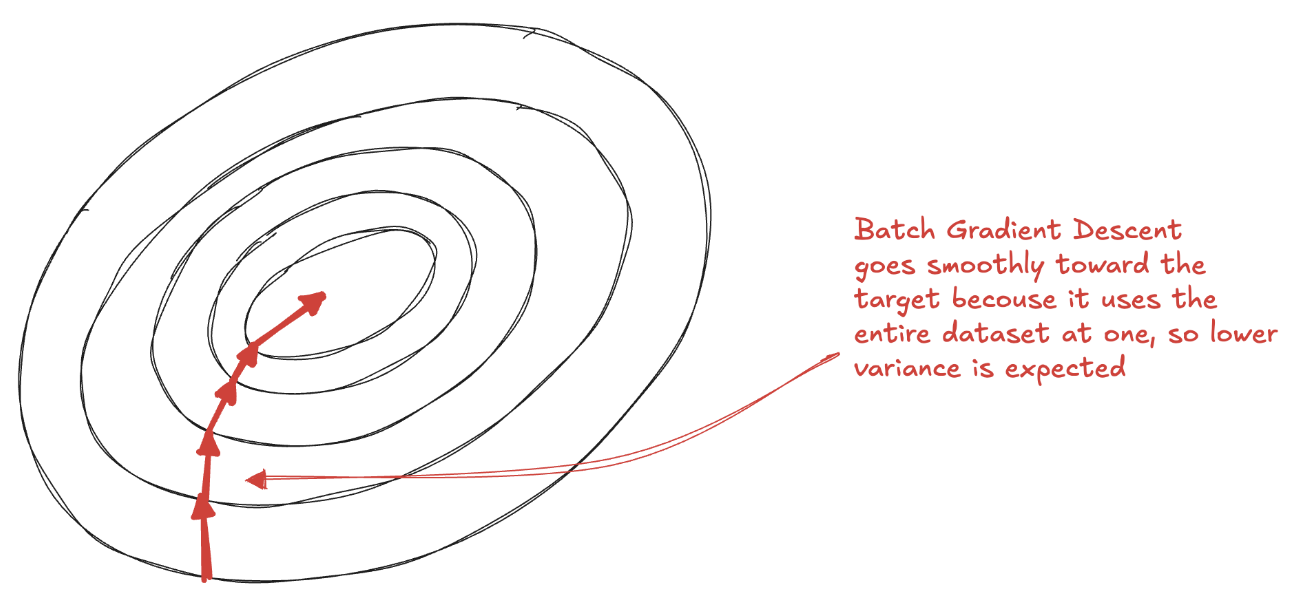 Batch Gradient Descent
goes smoothly toward the
target becouse it uses the
entire dataset at one, so lower
variance is expected